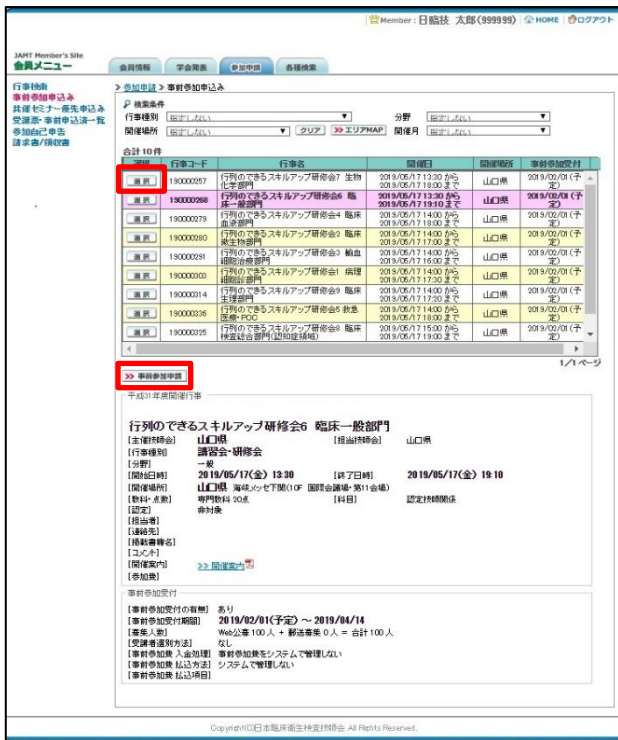 Member : 日臨技 太郎(999999) HOME ログアウト
JAMT Member's Site
会員メニュー
会員情報 学会発表 参加申請 各種検索
行事検索
事前参加申込み
共催セミナー優先申込み
受講票・事前申込済一覧
参加自己申告
請求書/領収書
> 参加申請 > 事前参加申込み
検索条件
行事種別 指定しない 分野 指定しない
開催場所 指定しない クリア >> エリアMAP 開催月 指定しない
合計10件
選択 行事コード 行事名 開催日 開催場所 事前参加受付
選択 190000257 行列のできるスキルアップ研修会7 生物化学部門 2019/05/17 13:30 から 2019/05/17 18:00 まで 山口県 2019/02/01 (予定)
190000268 行列のできるスキルアップ研修会6 臨床一般部門 2019/05/17 13:30 から 2019/05/17 19:10 まで 山口県 2019/02/01 (予定)
選択 190000279 行列のできるスキルアップ研修会4 臨床血液部門 2019/05/17 14:00 から 2019/05/17 18:00 まで 山口県 2019/02/01 (予定)
選択 190000280 行列のできるスキルアップ研修会2 臨床微生物部門 2019/05/17 14:00 から 2019/05/17 17:00 まで 山口県 2019/02/01 (予定)
選択 190000291 行列のできるスキルアップ研修会3 輸血細胞治療部門 2019/05/17 14:00 から 山口県 2019/02/01 (予定)
選択 190000303 行列のできるスキルアップ研修会1 病理細胞診部門 2019/05/17 14:00 から 2019/05/17 17:30 まで 山口県 2019/02/01 (予定)
選択 190000314 行列のできるスキルアップ研修会9 臨床生理部門 2019/05/17 14:00 から 2019/05/17 17:20 まで 山口県 2019/02/01 (予定)
選択 190000336 行列のできるスキルアップ研修会5 救急医療・POC 2019/05/17 14:00 から 2019/05/17 18:00 まで 山口県 2019/02/01 (予定)
選択 190000325 行列のできるスキルアップ研修会8 臨床検査総合部門(認知症領域) 2019/05/17 15:00 から 2019/05/17 19:00 まで 山口県 2019/02/01 (予定)
1/1 ページ
>> 事前参加申請
平成31年度開催行事
行列のできるスキルアップ研修会6 臨床一般部門
[主催技師会] 山口県 [担当技師会] 山口県
[行事種別] 講習会・研修会
[分野] 一般
[開始日時] 2019/05/17(金) 13:30 [終了日時] 2019/05/17(金) 19:10
[開催場所] 山口県 海峡メッセ下関(10F 国際会議場・第11会場)
[教科・点数] 専門教科 20点 [科目] 認定技師関係
[認定] 非対象
[担当者]
[連絡先]
[掲載書籍名]
[コメント]
[開催案内] >> 開催案内
[参加費]
事前参加受付
[事前参加受付の有無] あり
[事前参加受付期間] 2019/02/01(予定) ～ 2019/04/14
[募集人数] Web公募 100 人 + 郵送募集 0 人 = 合計 100 人
[受講者選別方法] なし
[事前参加費 入金処理] 事前参加費をシステムで管理しない
[事前参加費 払込方法] システムで管理しない
[事前参加費 払込項目]
Copyright(C)日本臨床衛生検査技師会 All Rights Reserved.